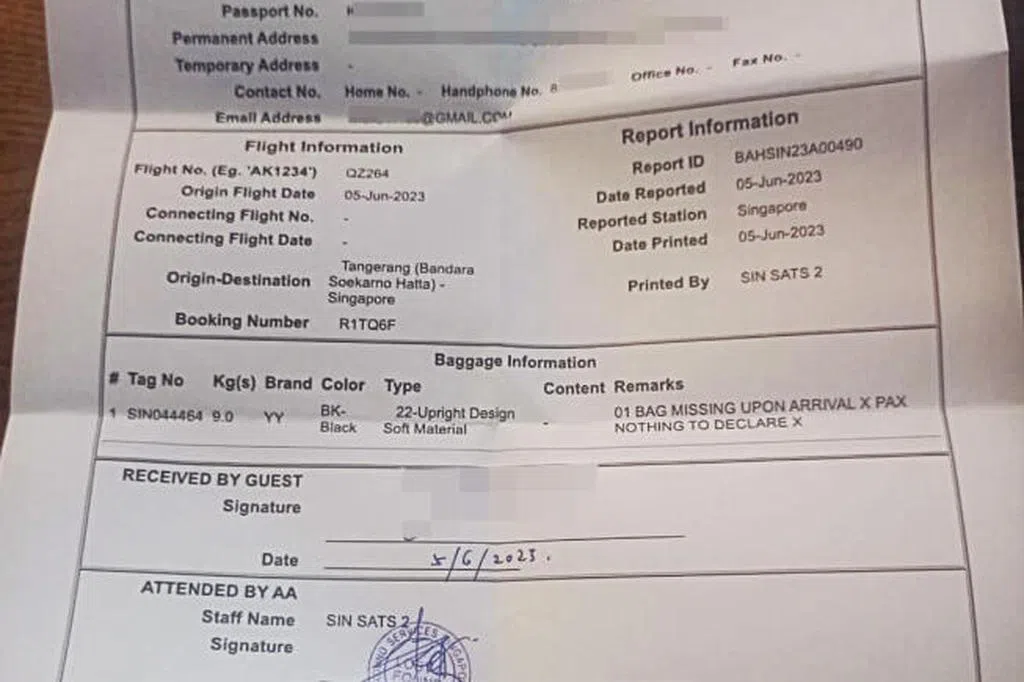 Passport No.
Permanent Address
Temporary Address -
Contact No. Home No. - Handphone No. 8 Office No. - Fax No. -
Email Address @GMAIL.COM
Flight Information
Flight No. (Eg. 'AK1234') QZ264
Origin Flight Date 05-Jun-2023
Connecting Flight No. -
Connecting Flight Date -
Origin-Destination Tangerang (Bandara
Soekarno Hatta) -
Singapore
Booking Number R1TQ6F
Report Information
Report ID BAHSIN23A00490
Date Reported 05-Jun-2023
Reported Station Singapore
Date Printed 05-Jun-2023
Printed By SIN SATS 2
Baggage Information
# Tag No Kg(s) Brand Color Type Content Remarks
1 SIN044464 9.0 YY BK- 22-Upright Design - 01 BAG MISSING UPON ARRIVAL X PAX
Black Soft Material NOTHING TO DECLARE X
RECEIVED BY GUEST
Signature
Date 5/6/2023.
ATTENDED BY AA
Staff Name SIN SATS 2
Signature